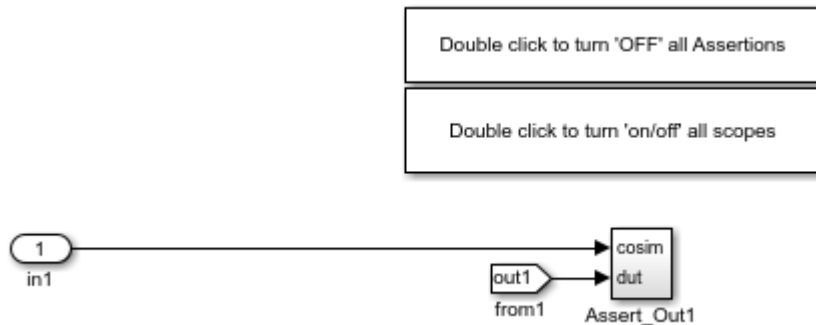 Double click to turn 'OFF' all Assertions
Double click to turn 'on/off' all scopes
1
in1
cosim
out1
dut
from1
Assert_Out1